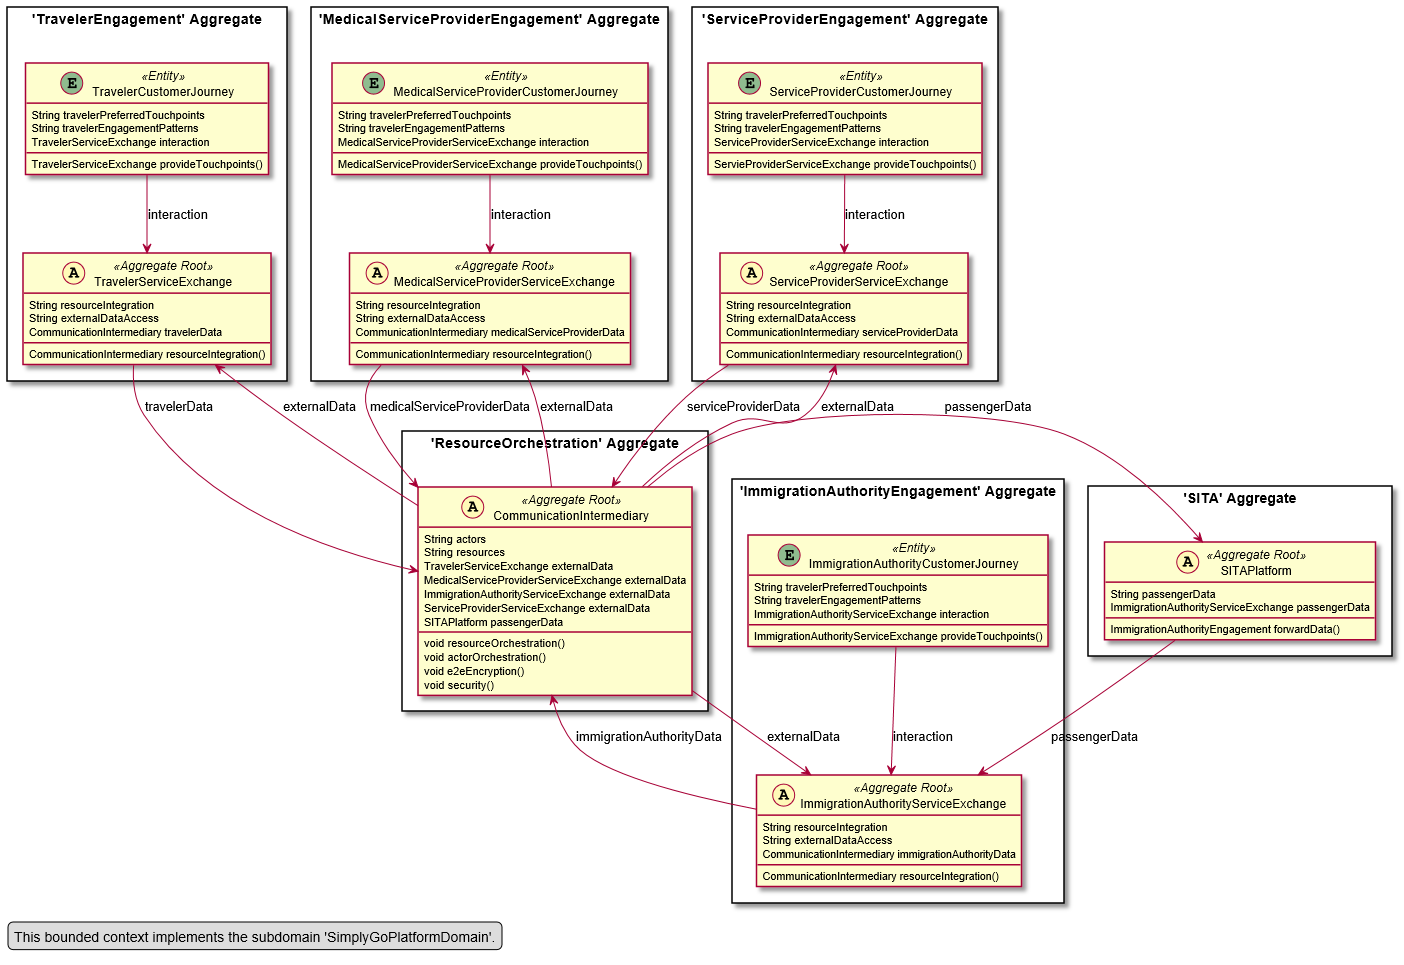 'TravelerEngagement' Aggregate
E
«Entity»
TravelerCustomerJourney
String travelerPreferredTouchpoints
String travelerEngagementPatterns
TravelerServiceExchange interaction
TravelerServiceExchange provideTouchpoints()
interaction
A
«Aggregate Root»
TravelerServiceExchange
String resourceIntegration
String externalDataAccess
CommunicationIntermediary travelerData
CommunicationIntermediary resourceIntegration()
'MedicalServiceProviderEngagement' Aggregate
E
«Entity»
MedicalServiceProviderCustomerJourney
String travelerPreferredTouchpoints
String travelerEngagementPatterns
MedicalServiceProviderServiceExchange interaction
MedicalServiceProviderServiceExchange provideTouchpoints()
interaction
A
«Aggregate Root»
MedicalServiceProviderServiceExchange
String resourceIntegration
String externalDataAccess
CommunicationIntermediary medicalServiceProviderData
CommunicationIntermediary resourceIntegration()
'ServiceProviderEngagement' Aggregate
E
«Entity»
ServiceProviderCustomerJourney
String travelerPreferredTouchpoints
String travelerEngagementPatterns
ServiceProviderServiceExchange interaction
ServieProviderServiceExchange provideTouchpoints()
interaction
A
«Aggregate Root»
ServiceProviderServiceExchange
String resourceIntegration
String externalDataAccess
CommunicationIntermediary serviceProviderData
CommunicationIntermediary resourceIntegration()
travelerData
externalData
medicalServiceProviderData
externalData
serviceProviderData
externalData
passengerData
'ResourceOrchestration' Aggregate
A
«Aggregate Root»
CommunicationIntermediary
String actors
String resources
TravelerServiceExchange externalData
MedicalServiceProviderServiceExchange externalData
ImmigrationAuthorityServiceExchange externalData
ServiceProviderServiceExchange externalData
SITAPlatform passengerData
void resourceOrchestration()
void actorOrchestration()
void e2eEncryption()
void security()
'ImmigrationAuthorityEngagement' Aggregate
E
«Entity»
ImmigrationAuthorityCustomerJourney
String travelerPreferredTouchpoints
String travelerEngagementPatterns
ImmigrationAuthorityServiceExchange interaction
ImmigrationAuthorityServiceExchange provideTouchpoints()
'SITA' Aggregate
A
«Aggregate Root»
SITAPlatform
String passengerData
ImmigrationAuthorityServiceExchange passengerData
ImmigrationAuthorityEngagement forwardData()
immigrationAuthorityData
externalData
interaction
passengerData
A
«Aggregate Root»
ImmigrationAuthorityServiceExchange
String resourceIntegration
String externalDataAccess
CommunicationIntermediary immigrationAuthorityData
CommunicationIntermediary resourceIntegration()
This bounded context implements the subdomain 'SimplyGoPlatformDomain'.